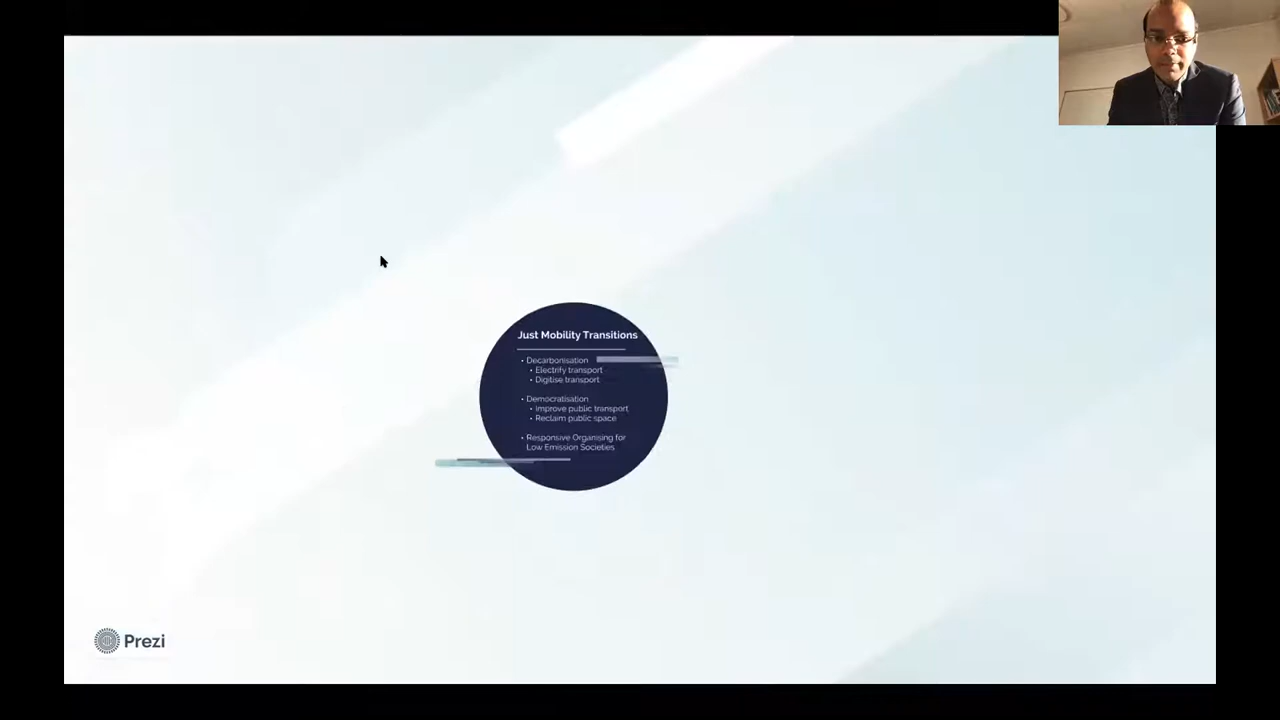 Just Mobility Transitions
• Decarbonisation
• Electrify transport
• Digitise transport
• Democratisation
• Improve public transport
• Reclaim public space
• Responsive Organising for
Low Emission Societies
Prezi